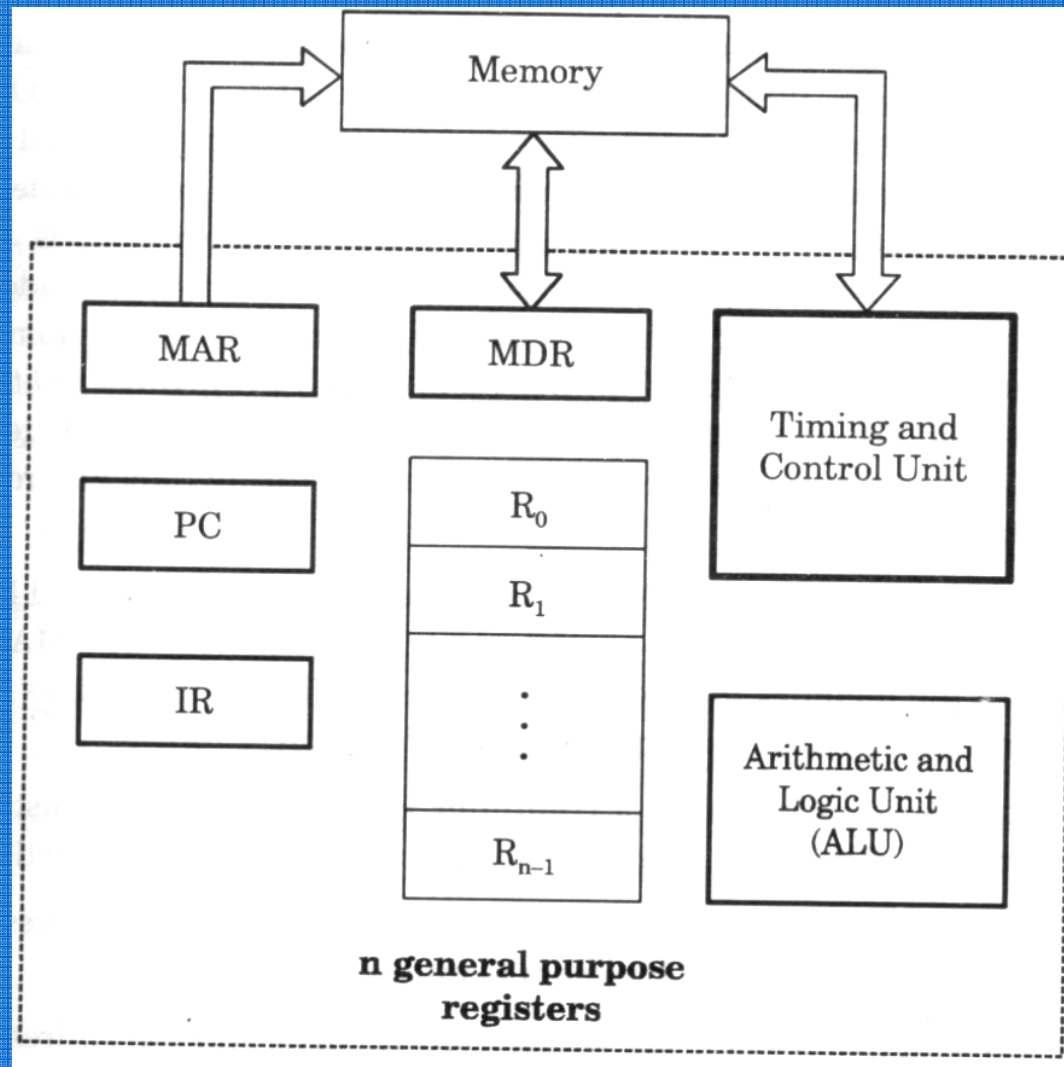 Memory
MAR
MDR
Timing and
Control Unit
PC
R₀
R₁
IR
⋮
Arithmetic and
Logic Unit
(ALU)
Rₙ₋₁
n general purpose
registers